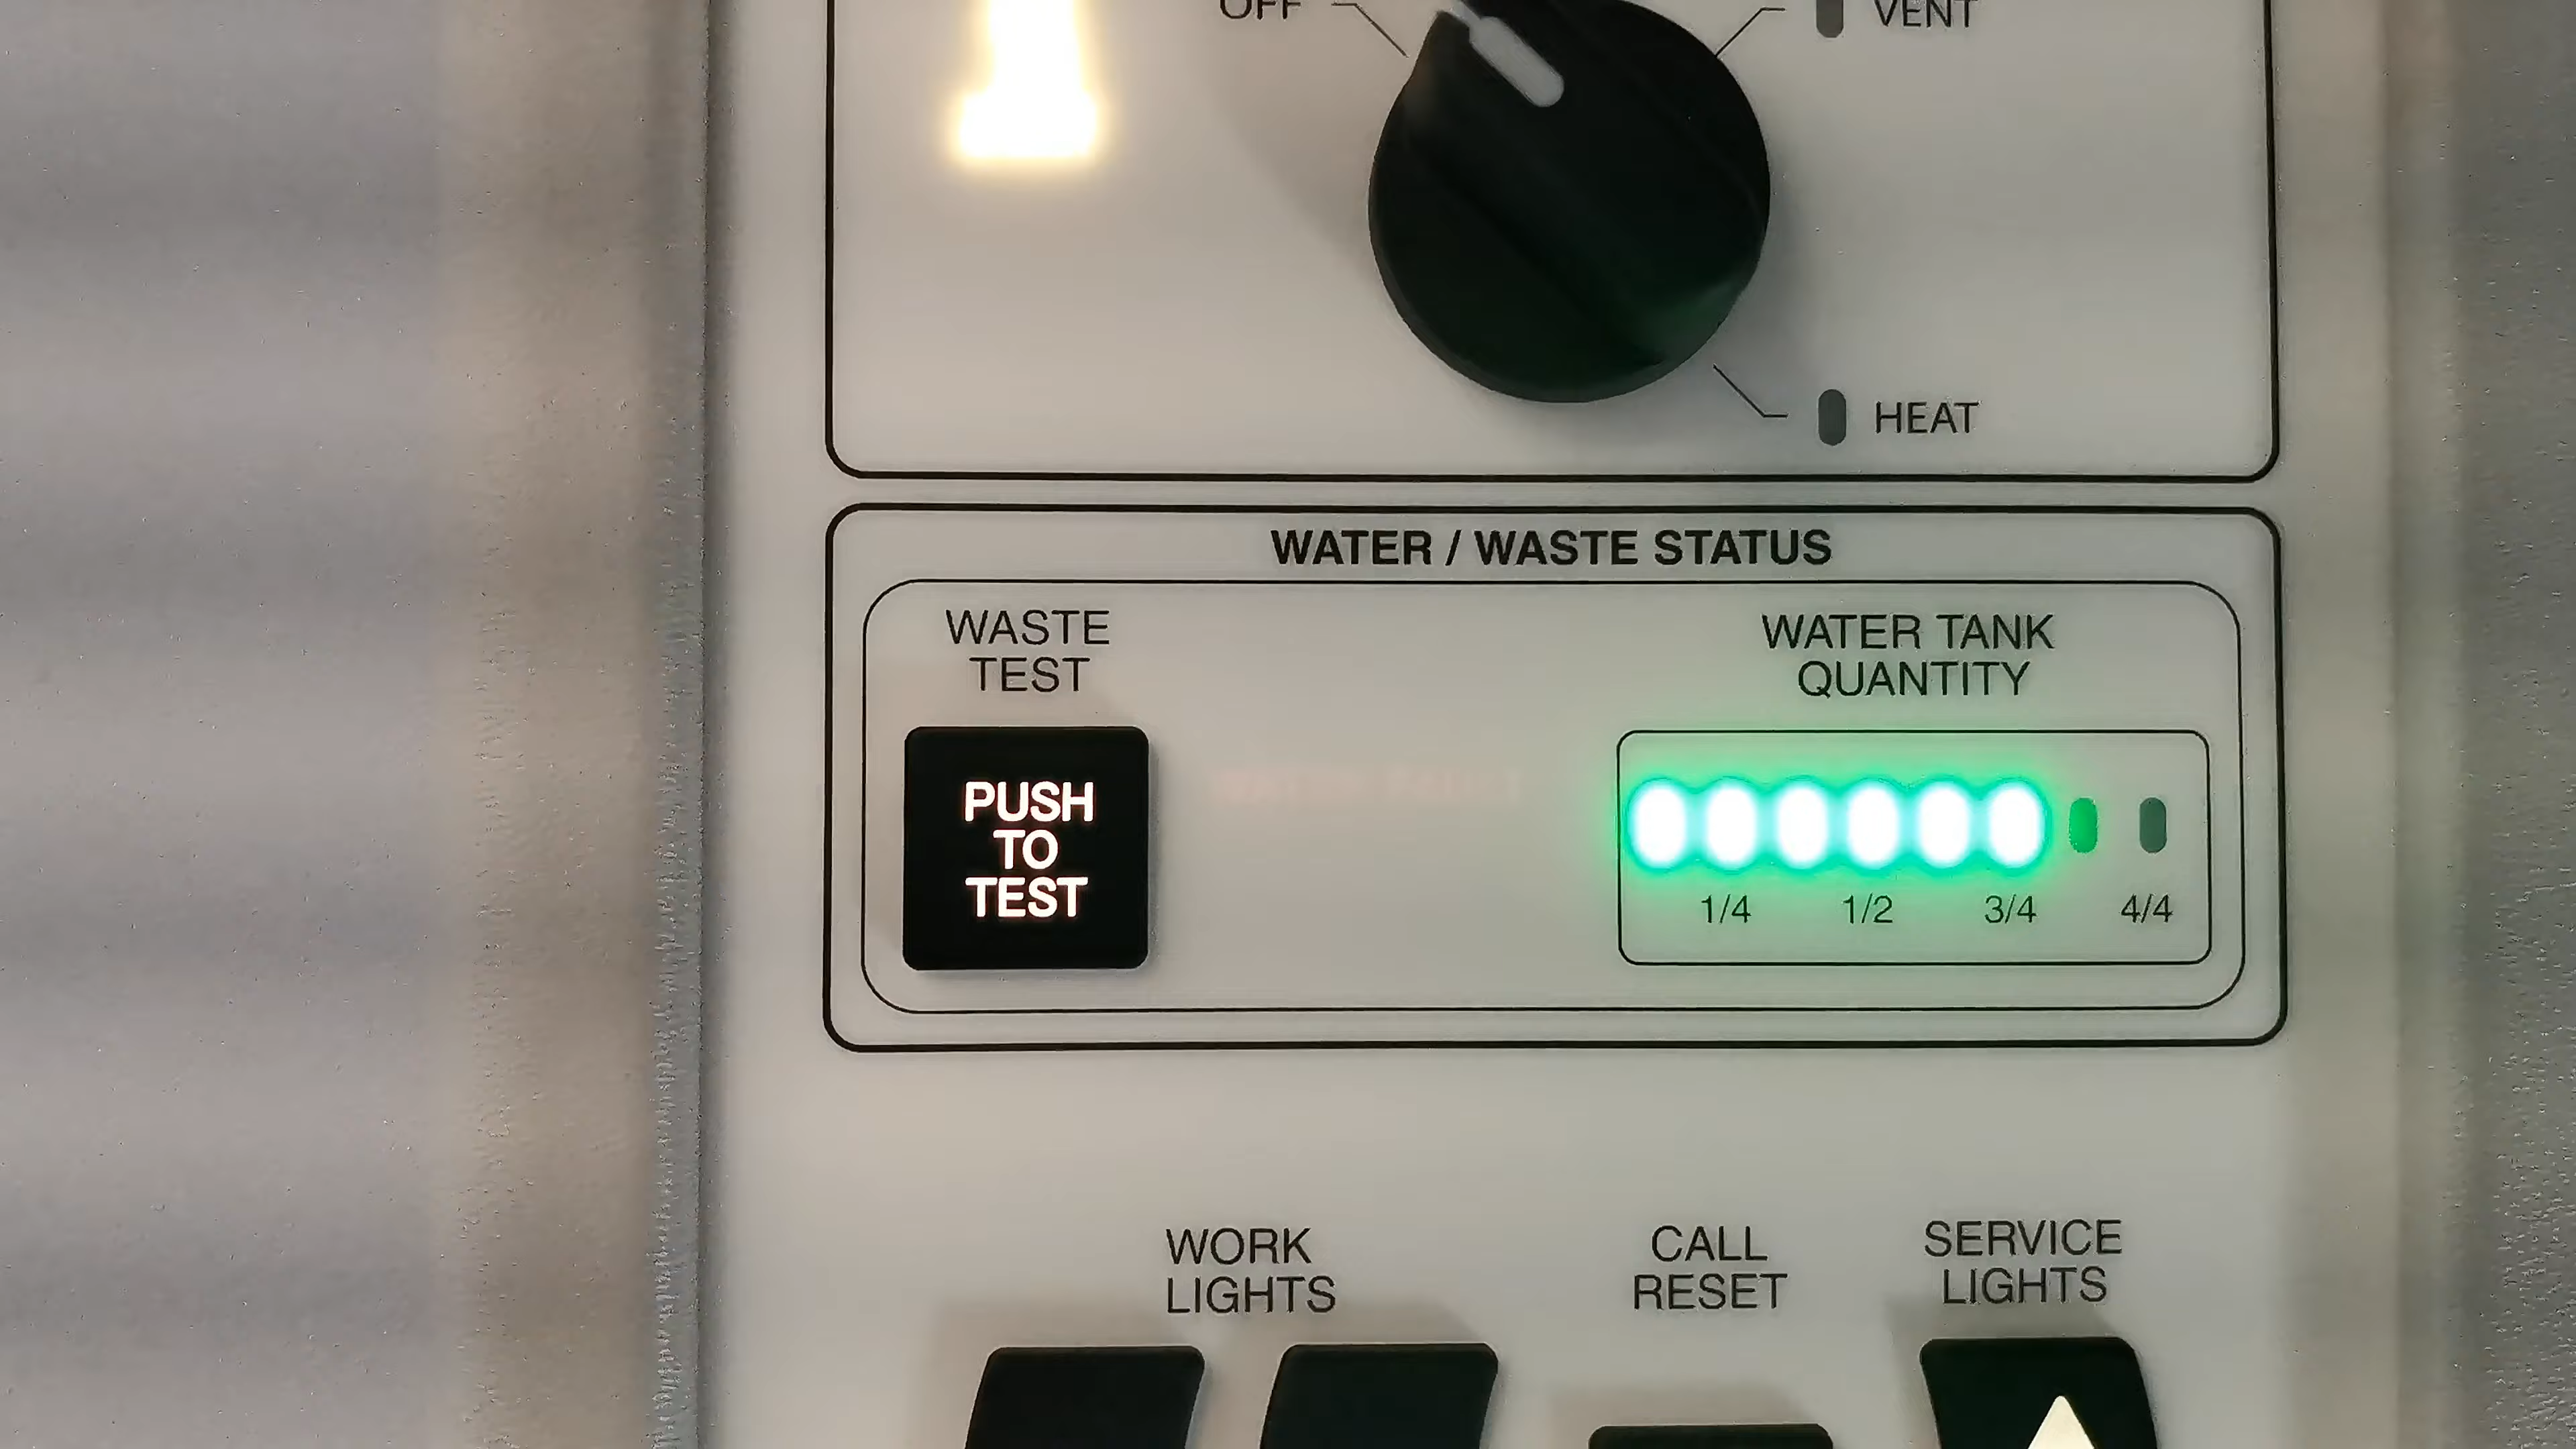 OFF
VENT
HEAT
WATER / WASTE STATUS
WASTE
TEST
WATER TANK
QUANTITY
PUSH
TO
TEST
1/4 1/2 3/4 4/4
WORK
LIGHTS
CALL
RESET
SERVICE
LIGHTS